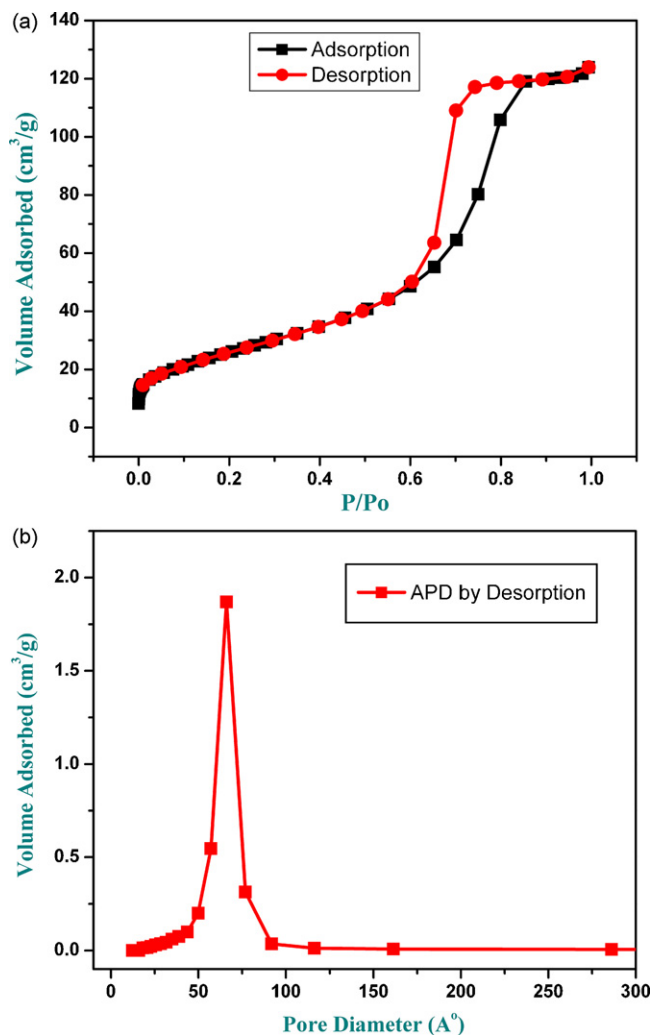 (a)
140
120
100
80
60
40
20
0
Volume Adsorbed (cm³/g)
Adsorption
Desorption
0.0 0.2 0.4 0.6 0.8 1.0
P/Po
(b)
2.0
1.5
1.0
0.5
0.0
Volume Adsorbed (cm³/g)
APD by Desorption
0 50 100 150 200 250 300
Pore Diameter (A°)